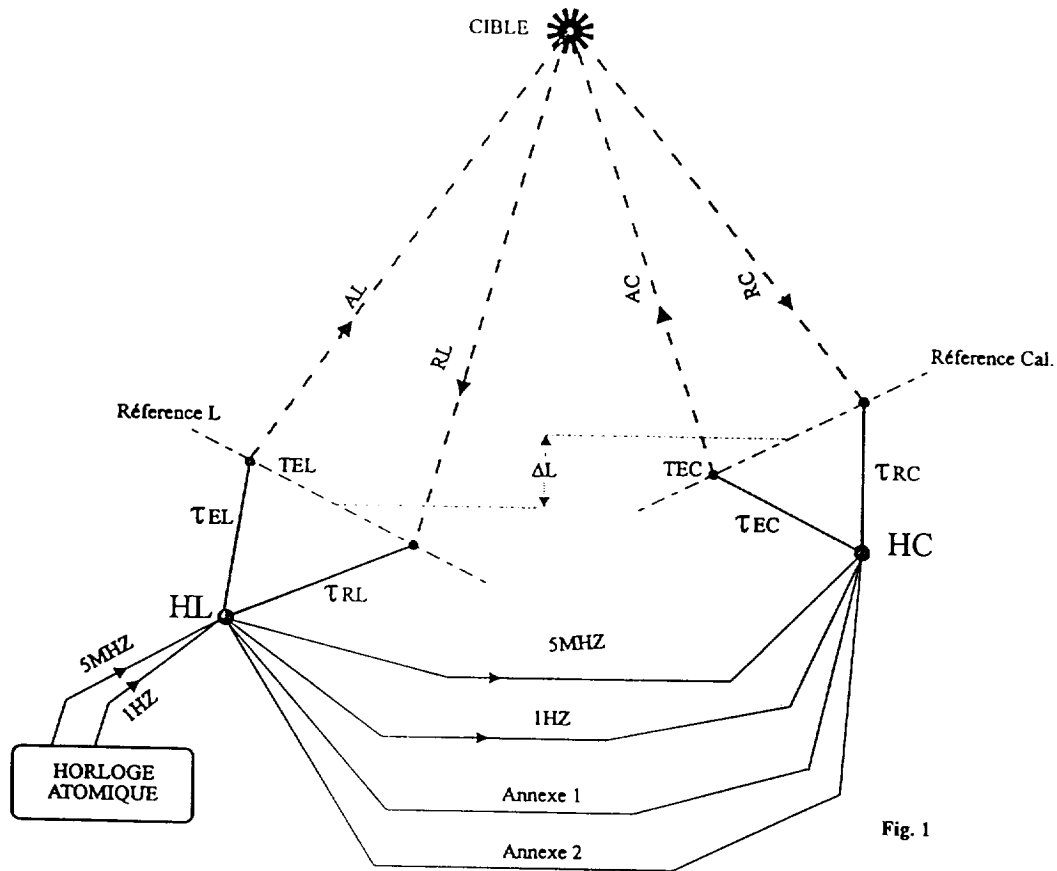 CIBLE
AL
RL
AC
RC
Réference Cal.
Réference L
TEL
ΔL
TEC
τRC
τEL
τEC
HC
τRL
HL
5MHZ
1HZ
5MHZ
1HZ
HORLOGE
ATOMIQUE
Annexe 1
Annexe 2
Fig. 1